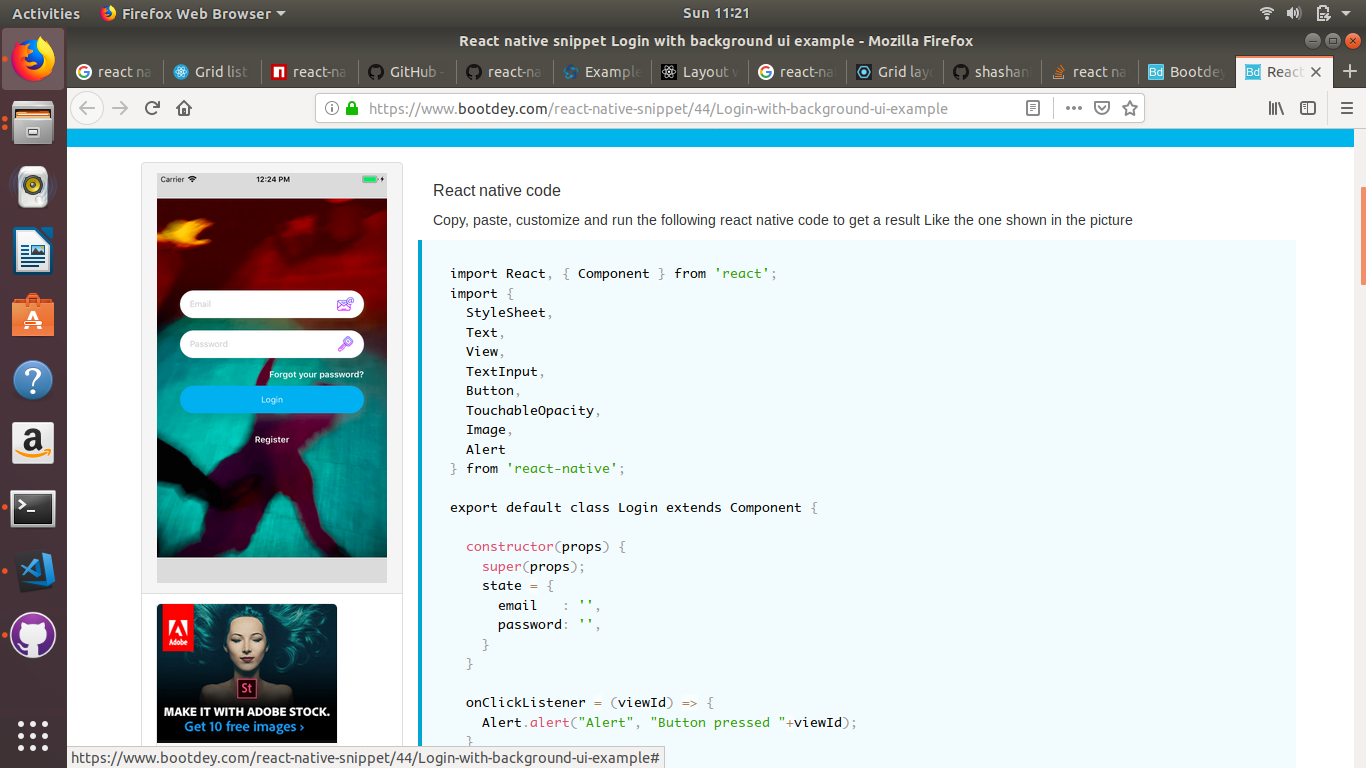 Activities Firefox Web Browser Sun 11:21
React native snippet Login with background ui example - Mozilla Firefox
react na Grid list react-na GitHub - react-na Example Layout w react-na Grid layo shashan react na Bd Bootdey Bd React
https://www.bootdey.com/react-native-snippet/44/Login-with-background-ui-example
Carrier 12:24 PM
Email
Password
Forgot your password?
Login
Register
Adobe
St
MAKE IT WITH ADOBE STOCK.
Get 10 free images ›
React native code
Copy, paste, customize and run the following react native code to get a result Like the one shown in the picture
import React, { Component } from 'react';
import {
StyleSheet,
Text,
View,
TextInput,
Button,
TouchableOpacity,
Image,
Alert
} from 'react-native';
export default class Login extends Component {
constructor(props) {
super(props);
state = {
email   : '',
password: '',
}
}
onClickListener = (viewId) => {
Alert.alert("Alert", "Button pressed "+viewId);
}
https://www.bootdey.com/react-native-snippet/44/Login-with-background-ui-example#